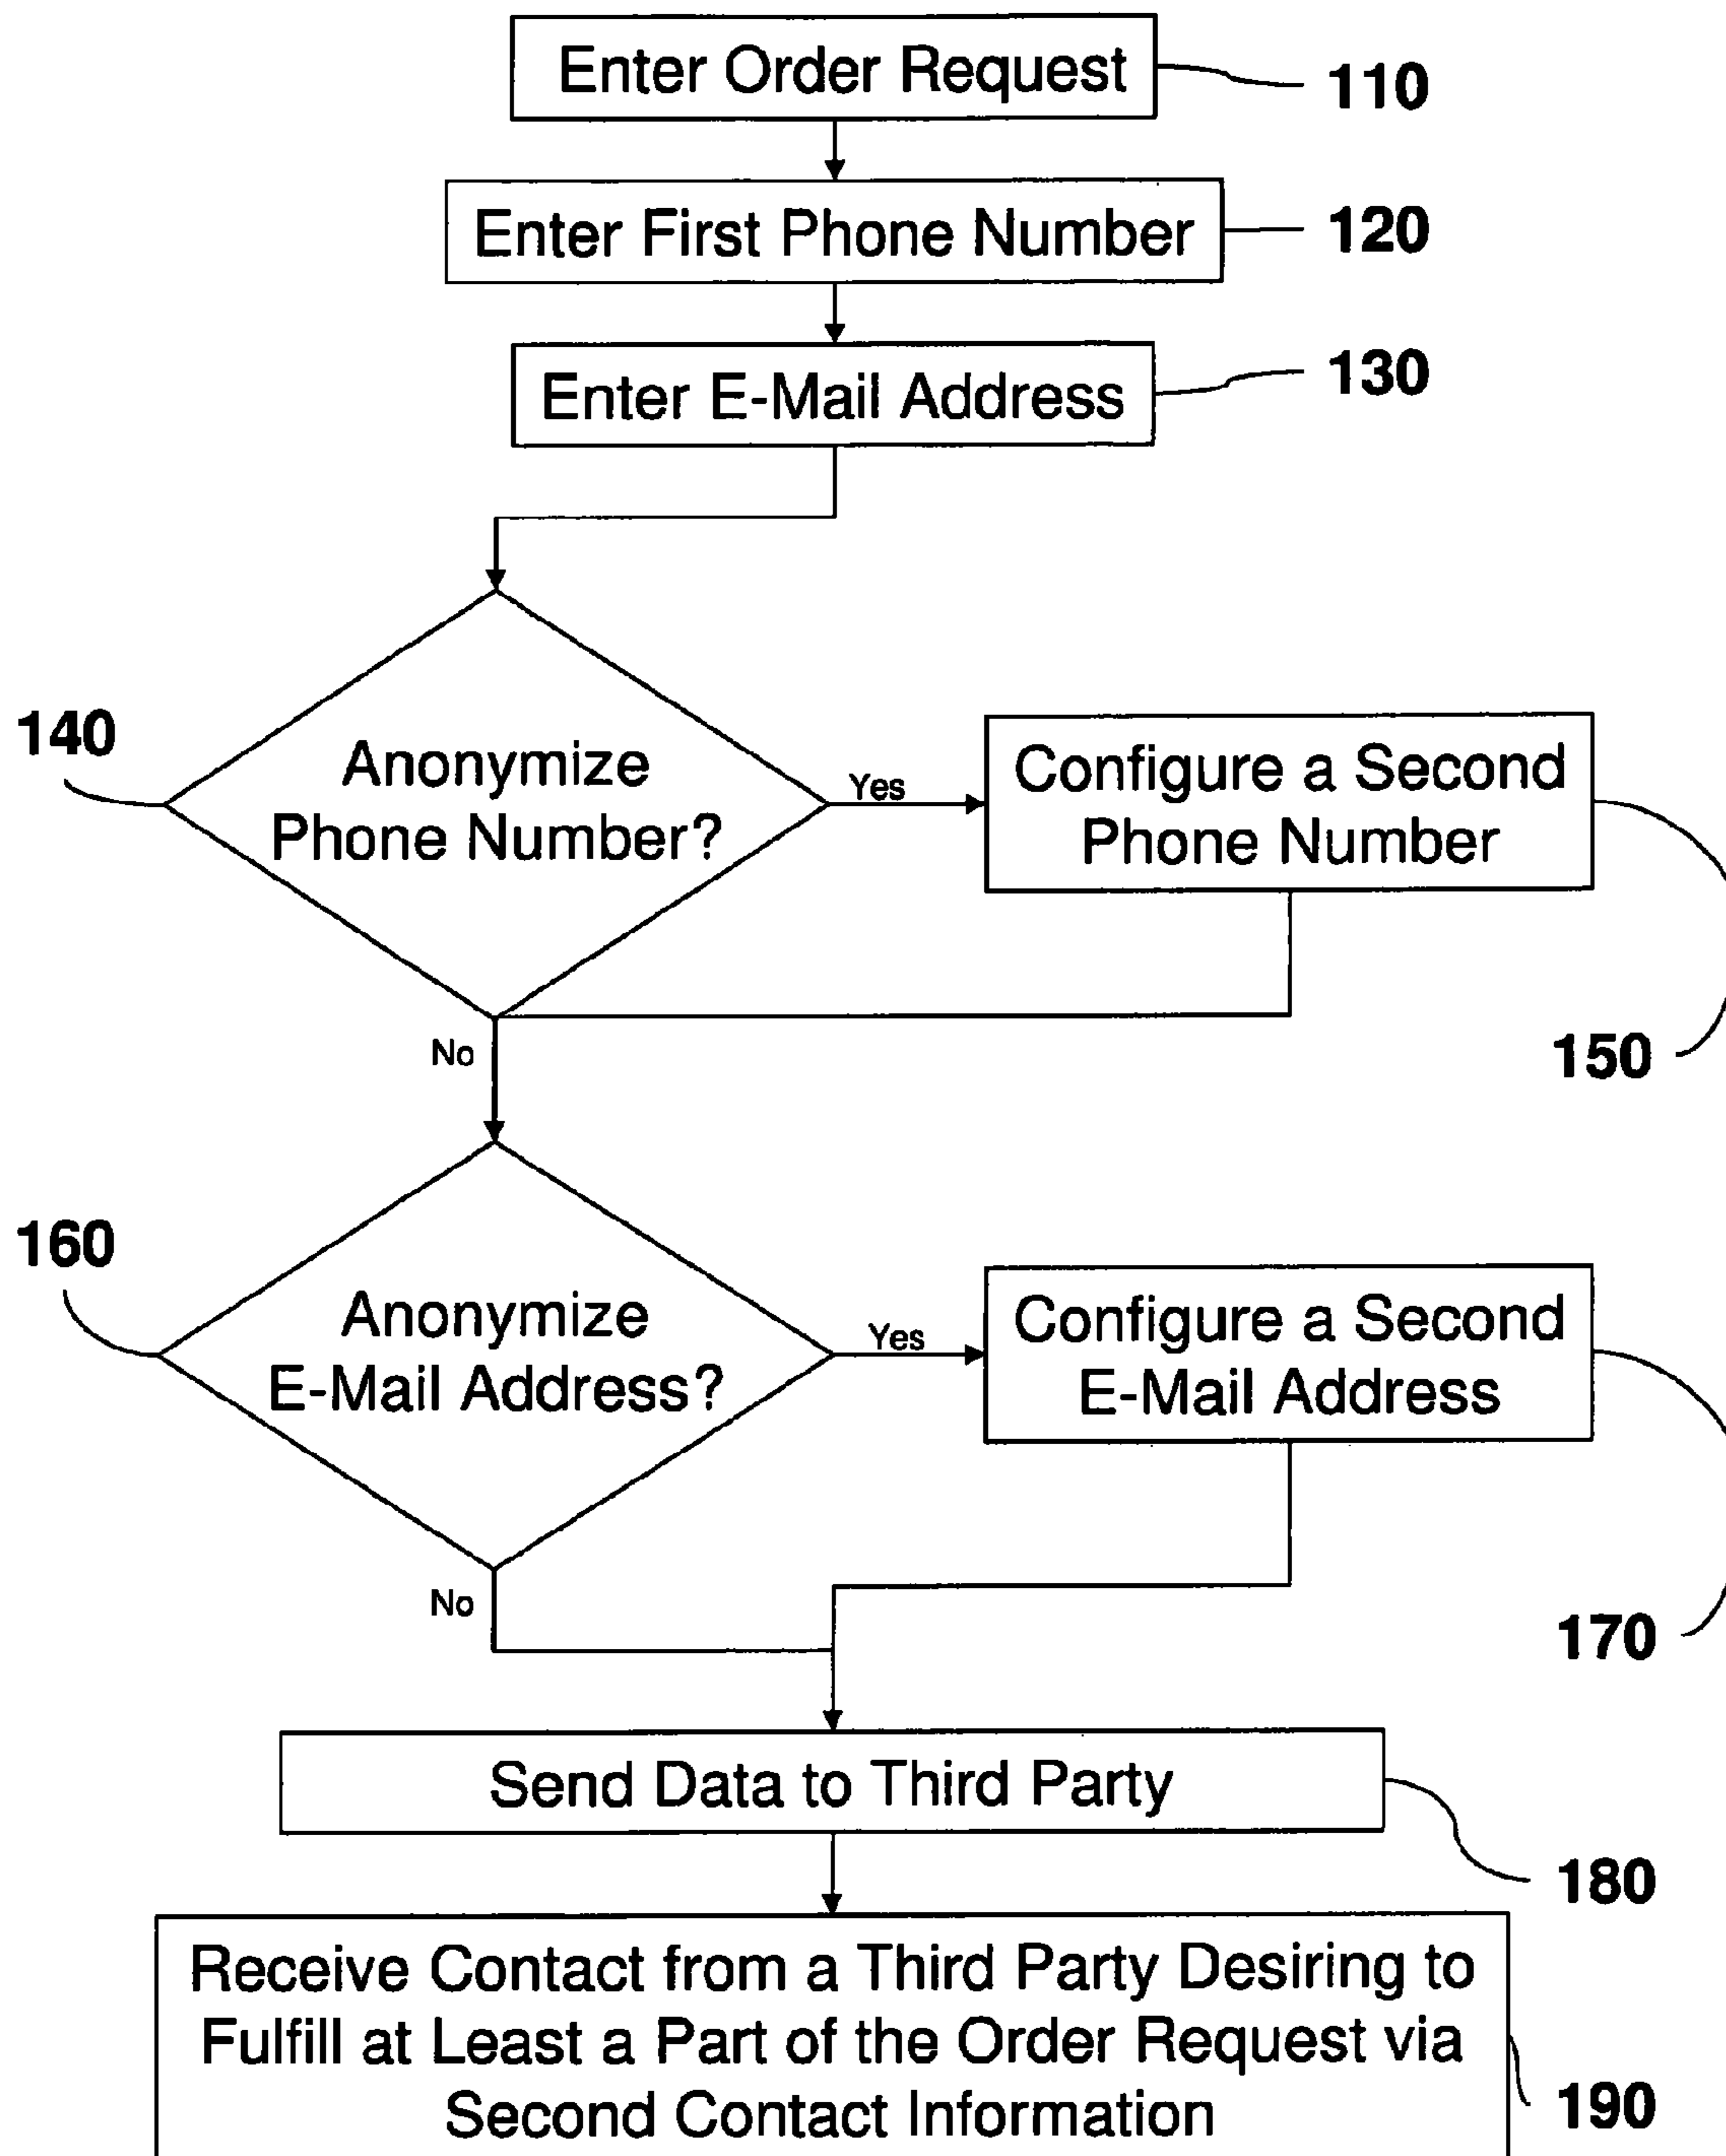 Enter Order Request
110
Enter First Phone Number
120
Enter E-Mail Address
130
140
Anonymize
Phone Number?
Yes
Configure a Second
Phone Number
No
150
160
Anonymize
E-Mail Address?
Yes
Configure a Second
E-Mail Address
No
170
Send Data to Third Party
180
Receive Contact from a Third Party Desiring to
Fulfill at Least a Part of the Order Request via
Second Contact Information
190